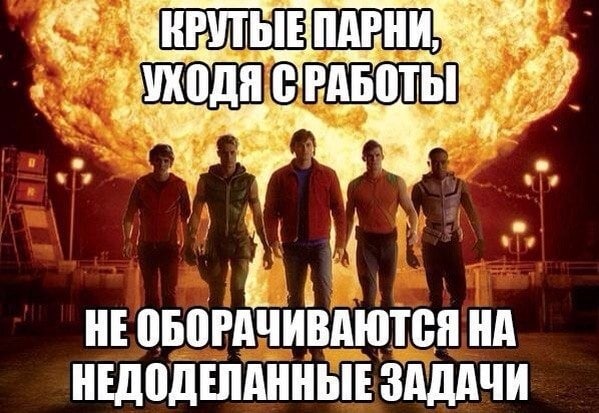 КРУТЫЕ ПАРНИ,
УХОДЯ С РАБОТЫ
НЕ ОБОРАЧИВАЮТСЯ НА
НЕДОДЕЛАННЫЕ ЗАДАЧИ